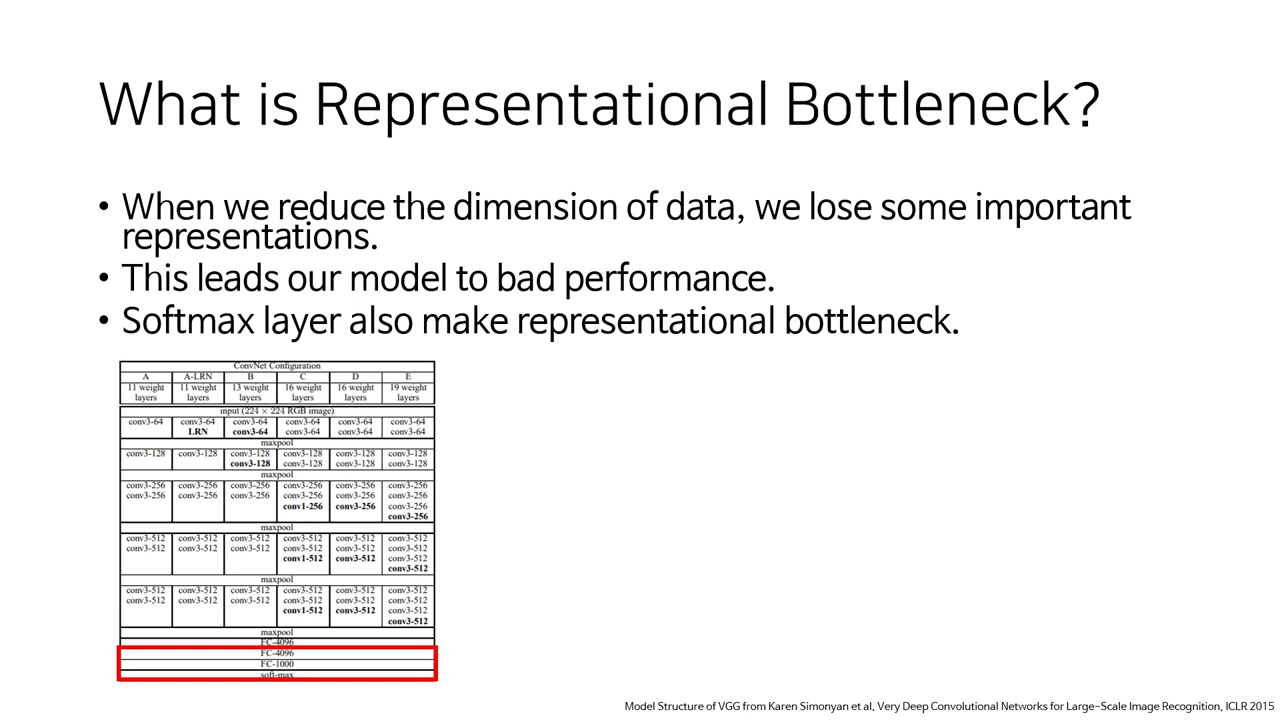 What is Representational Bottleneck?
• When we reduce the dimension of data, we lose some important
representations.
• This leads our model to bad performance.
• Softmax layer also make representational bottleneck.
ConvNet Configuration
A A-LRN B C D E
11 weight 11 weight 13 weight 16 weight 16 weight 19 weight
layers layers layers layers layers layers
input (224 × 224 RGB image)
conv3-64 conv3-64 conv3-64 conv3-64 conv3-64 conv3-64
LRN conv3-64 conv3-64 conv3-64 conv3-64
maxpool
conv3-128 conv3-128 conv3-128 conv3-128 conv3-128 conv3-128
conv3-128 conv3-128 conv3-128 conv3-128
maxpool
conv3-256 conv3-256 conv3-256 conv3-256 conv3-256 conv3-256
conv3-256 conv3-256 conv3-256 conv3-256 conv3-256 conv3-256
conv1-256 conv3-256 conv3-256
conv3-256
maxpool
conv3-512 conv3-512 conv3-512 conv3-512 conv3-512 conv3-512
conv3-512 conv3-512 conv3-512 conv3-512 conv3-512 conv3-512
conv1-512 conv3-512 conv3-512
conv3-512
maxpool
conv3-512 conv3-512 conv3-512 conv3-512 conv3-512 conv3-512
conv3-512 conv3-512 conv3-512 conv3-512 conv3-512 conv3-512
conv1-512 conv3-512 conv3-512
conv3-512
maxpool
FC-4096
FC-4096
FC-1000
soft-max
Model Structure of VGG from Karen Simonyan et al, Very Deep Convolutional Networks for Large-Scale Image Recognition, ICLR 2015